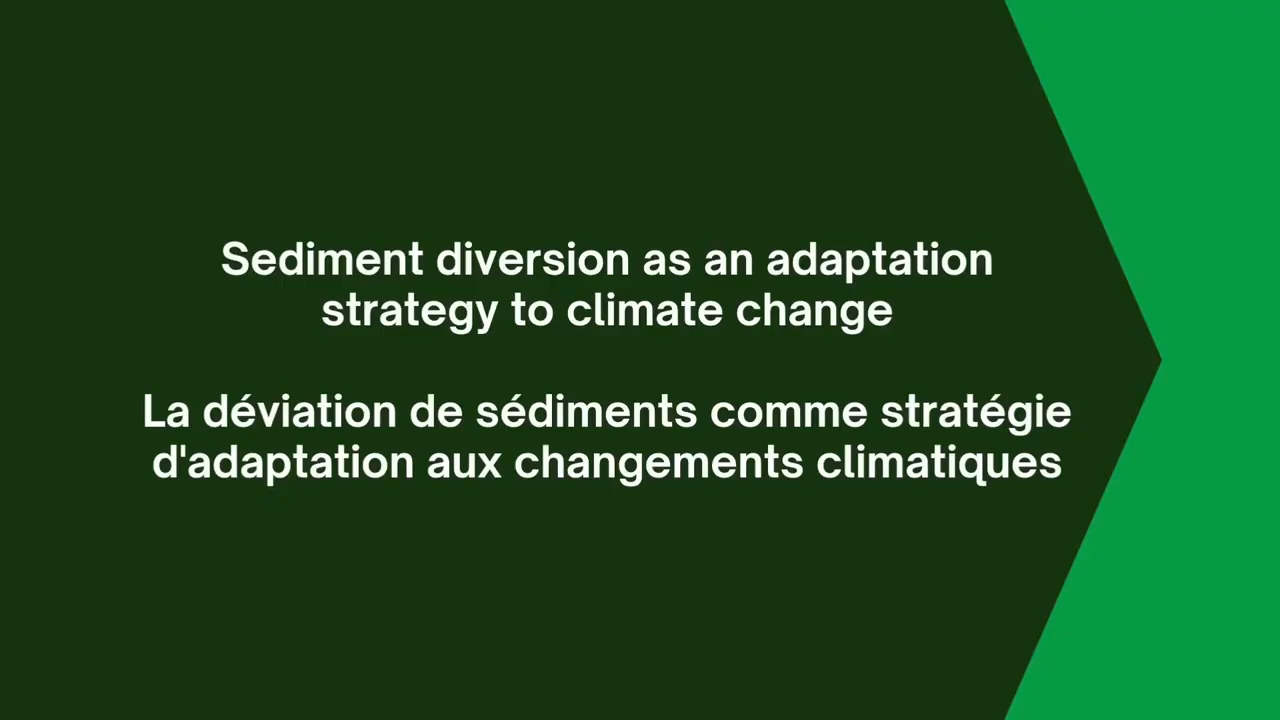 Sediment diversion as an adaptation
strategy to climate change
La déviation de sédiments comme stratégie
d'adaptation aux changements climatiques